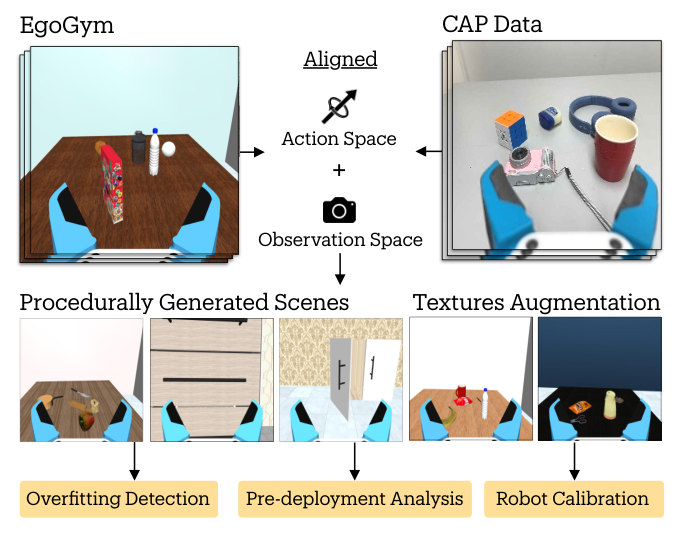 EgoGym
CAP Data
Aligned
Action Space
+
Observation Space
Procedurally Generated Scenes
Textures Augmentation
Overfitting Detection
Pre-deployment Analysis
Robot Calibration